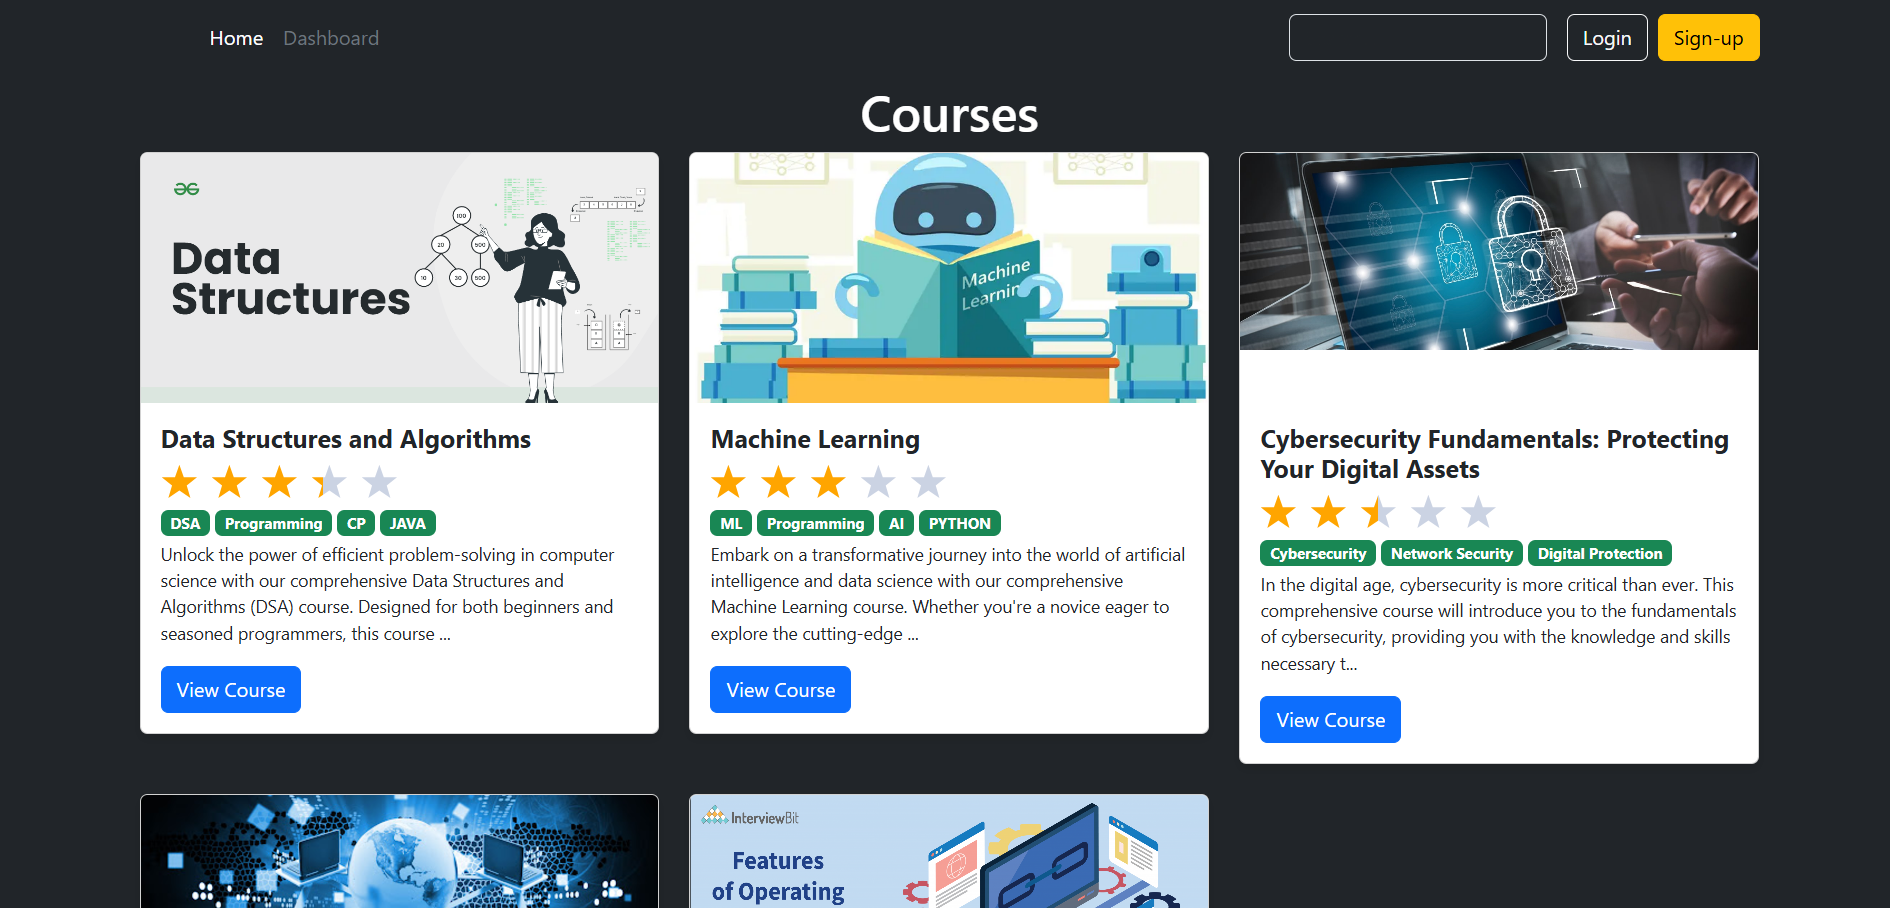 Home Dashboard
Login Sign-up
Courses
Data
Structures
100
20 500
10 30 500
Machine
Learnin
Data Structures and Algorithms
DSA Programming CP JAVA
Unlock the power of efficient problem-solving in computer
science with our comprehensive Data Structures and
Algorithms (DSA) course. Designed for both beginners and
seasoned programmers, this course ...
View Course
Machine Learning
ML Programming AI PYTHON
Embark on a transformative journey into the world of artificial
intelligence and data science with our comprehensive
Machine Learning course. Whether you're a novice eager to
explore the cutting-edge ...
View Course
Cybersecurity Fundamentals: Protecting
Your Digital Assets
Cybersecurity Network Security Digital Protection
In the digital age, cybersecurity is more critical than ever. This
comprehensive course will introduce you to the fundamentals
of cybersecurity, providing you with the knowledge and skills
necessary t...
View Course
InterviewBit
Features
of Operating